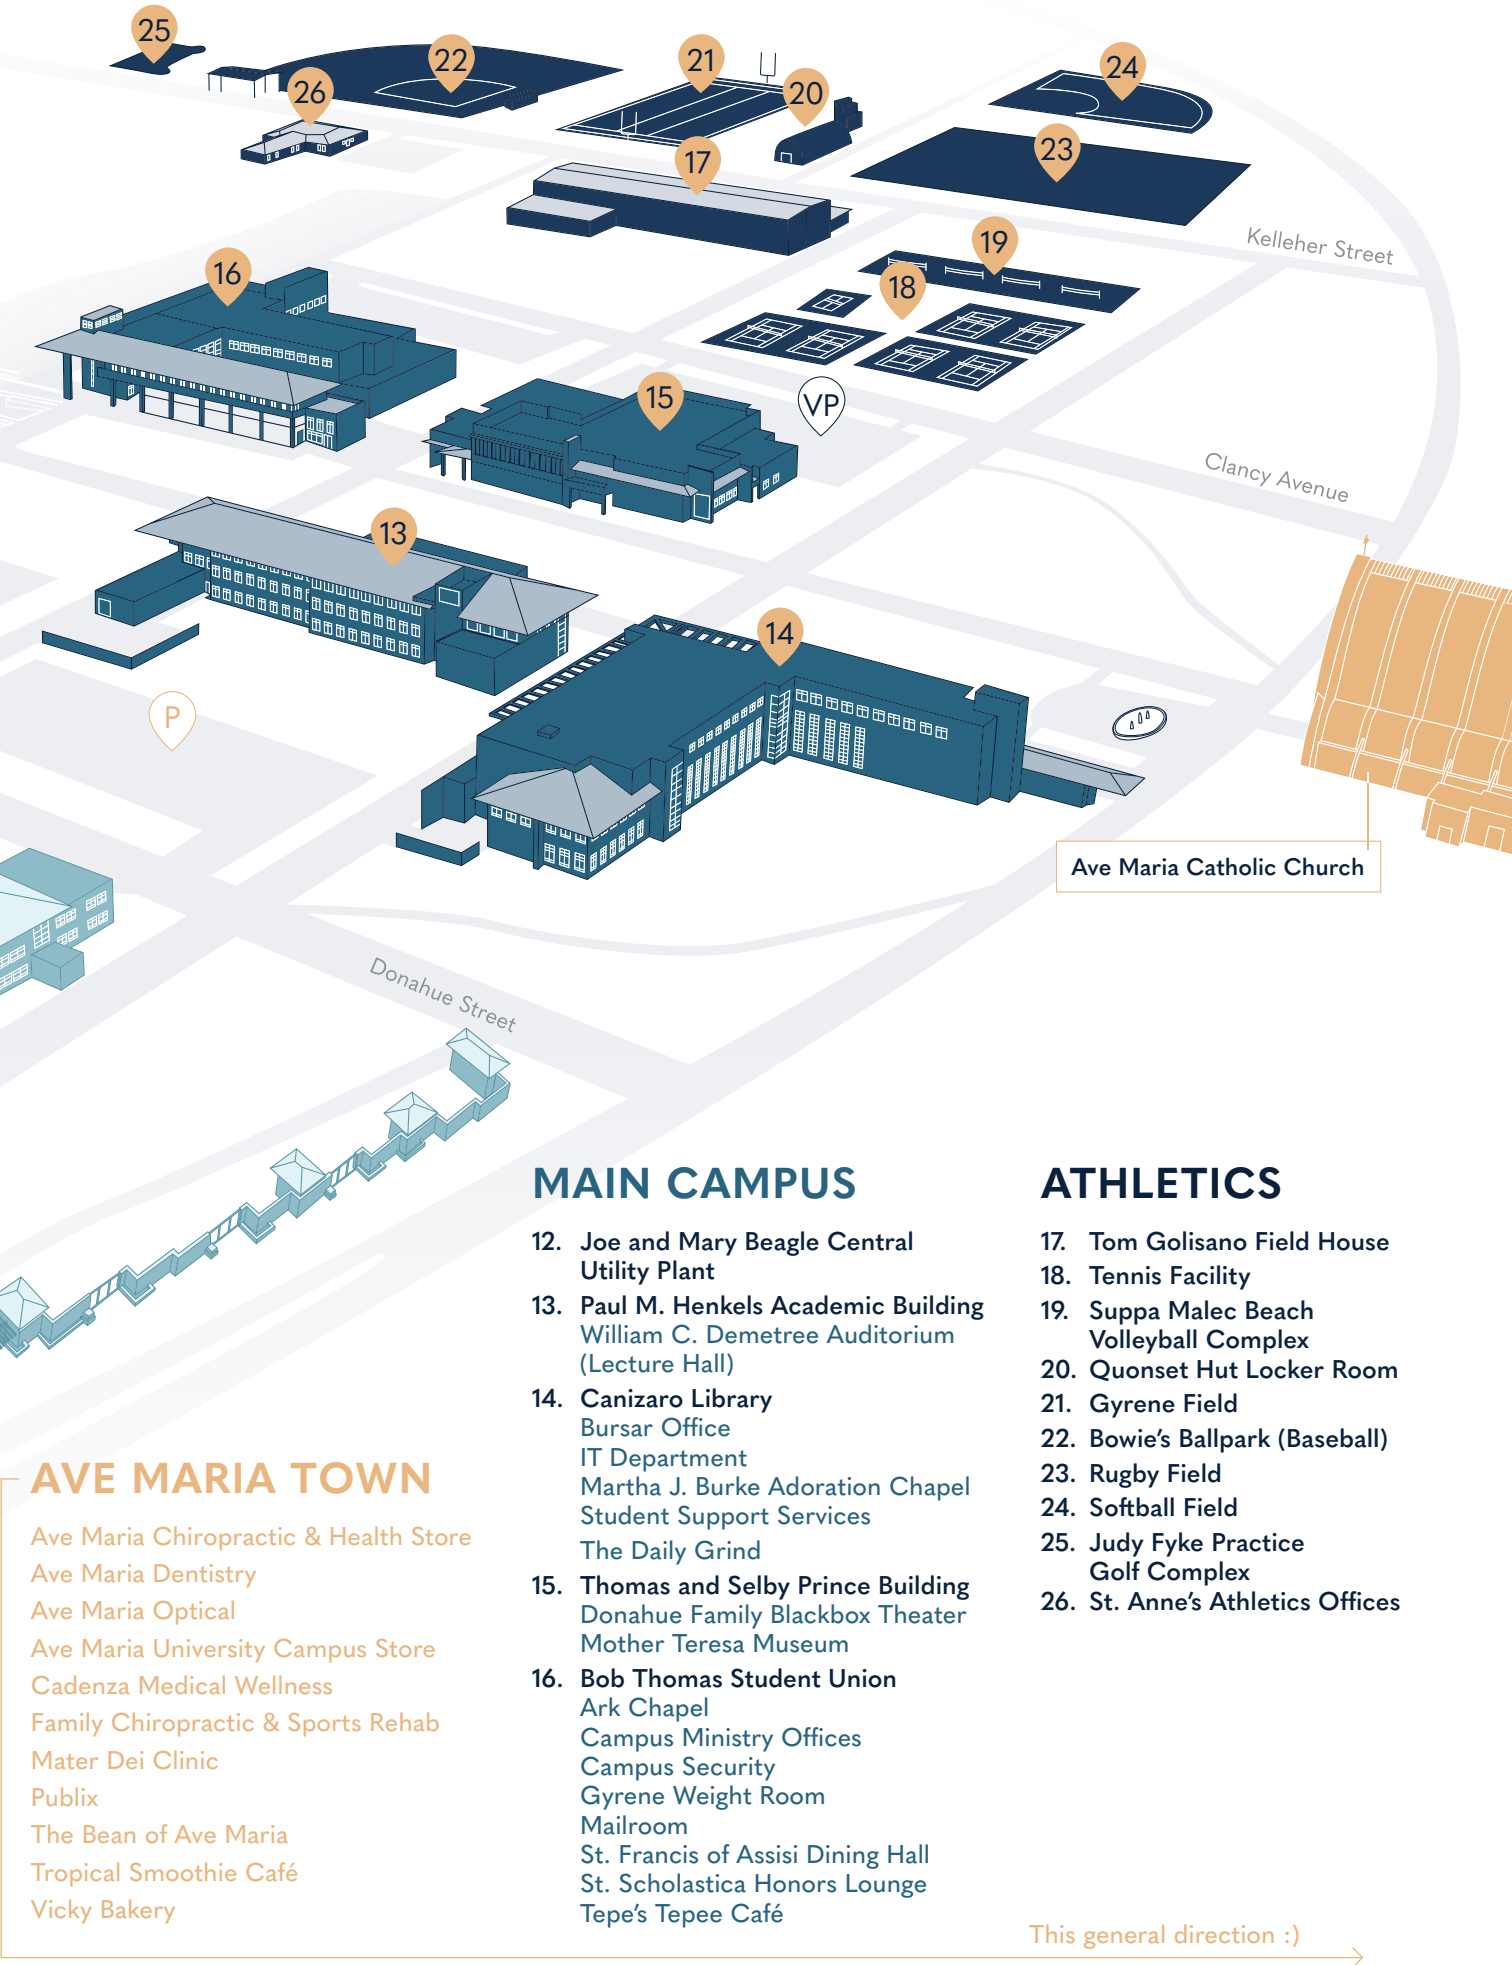 25
22
21
24
26
20
17
23
Kelleher Street
19
16
18
15
VP
Clancy Avenue
13
14
P
Ave Maria Catholic Church
Donahue Street
MAIN CAMPUS
12. Joe and Mary Beagle Central
Utility Plant
13. Paul M. Henkels Academic Building
William C. Demetree Auditorium
(Lecture Hall)
14. Canizaro Library
Bursar Office
IT Department
Martha J. Burke Adoration Chapel
Student Support Services
The Daily Grind
15. Thomas and Selby Prince Building
Donahue Family Blackbox Theater
Mother Teresa Museum
16. Bob Thomas Student Union
Ark Chapel
Campus Ministry Offices
Campus Security
Gyrene Weight Room
Mailroom
St. Francis of Assisi Dining Hall
St. Scholastica Honors Lounge
Tepe's Tepee Café
ATHLETICS
17. Tom Golisano Field House
18. Tennis Facility
19. Suppa Malec Beach
Volleyball Complex
20. Quonset Hut Locker Room
21. Gyrene Field
22. Bowie's Ballpark (Baseball)
23. Rugby Field
24. Softball Field
25. Judy Fyke Practice
Golf Complex
26. St. Anne's Athletics Offices
AVE MARIA TOWN
Ave Maria Chiropractic & Health Store
Ave Maria Dentistry
Ave Maria Optical
Ave Maria University Campus Store
Cadenza Medical Wellness
Family Chiropractic & Sports Rehab
Mater Dei Clinic
Publix
The Bean of Ave Maria
Tropical Smoothie Café
Vicky Bakery
This general direction :)